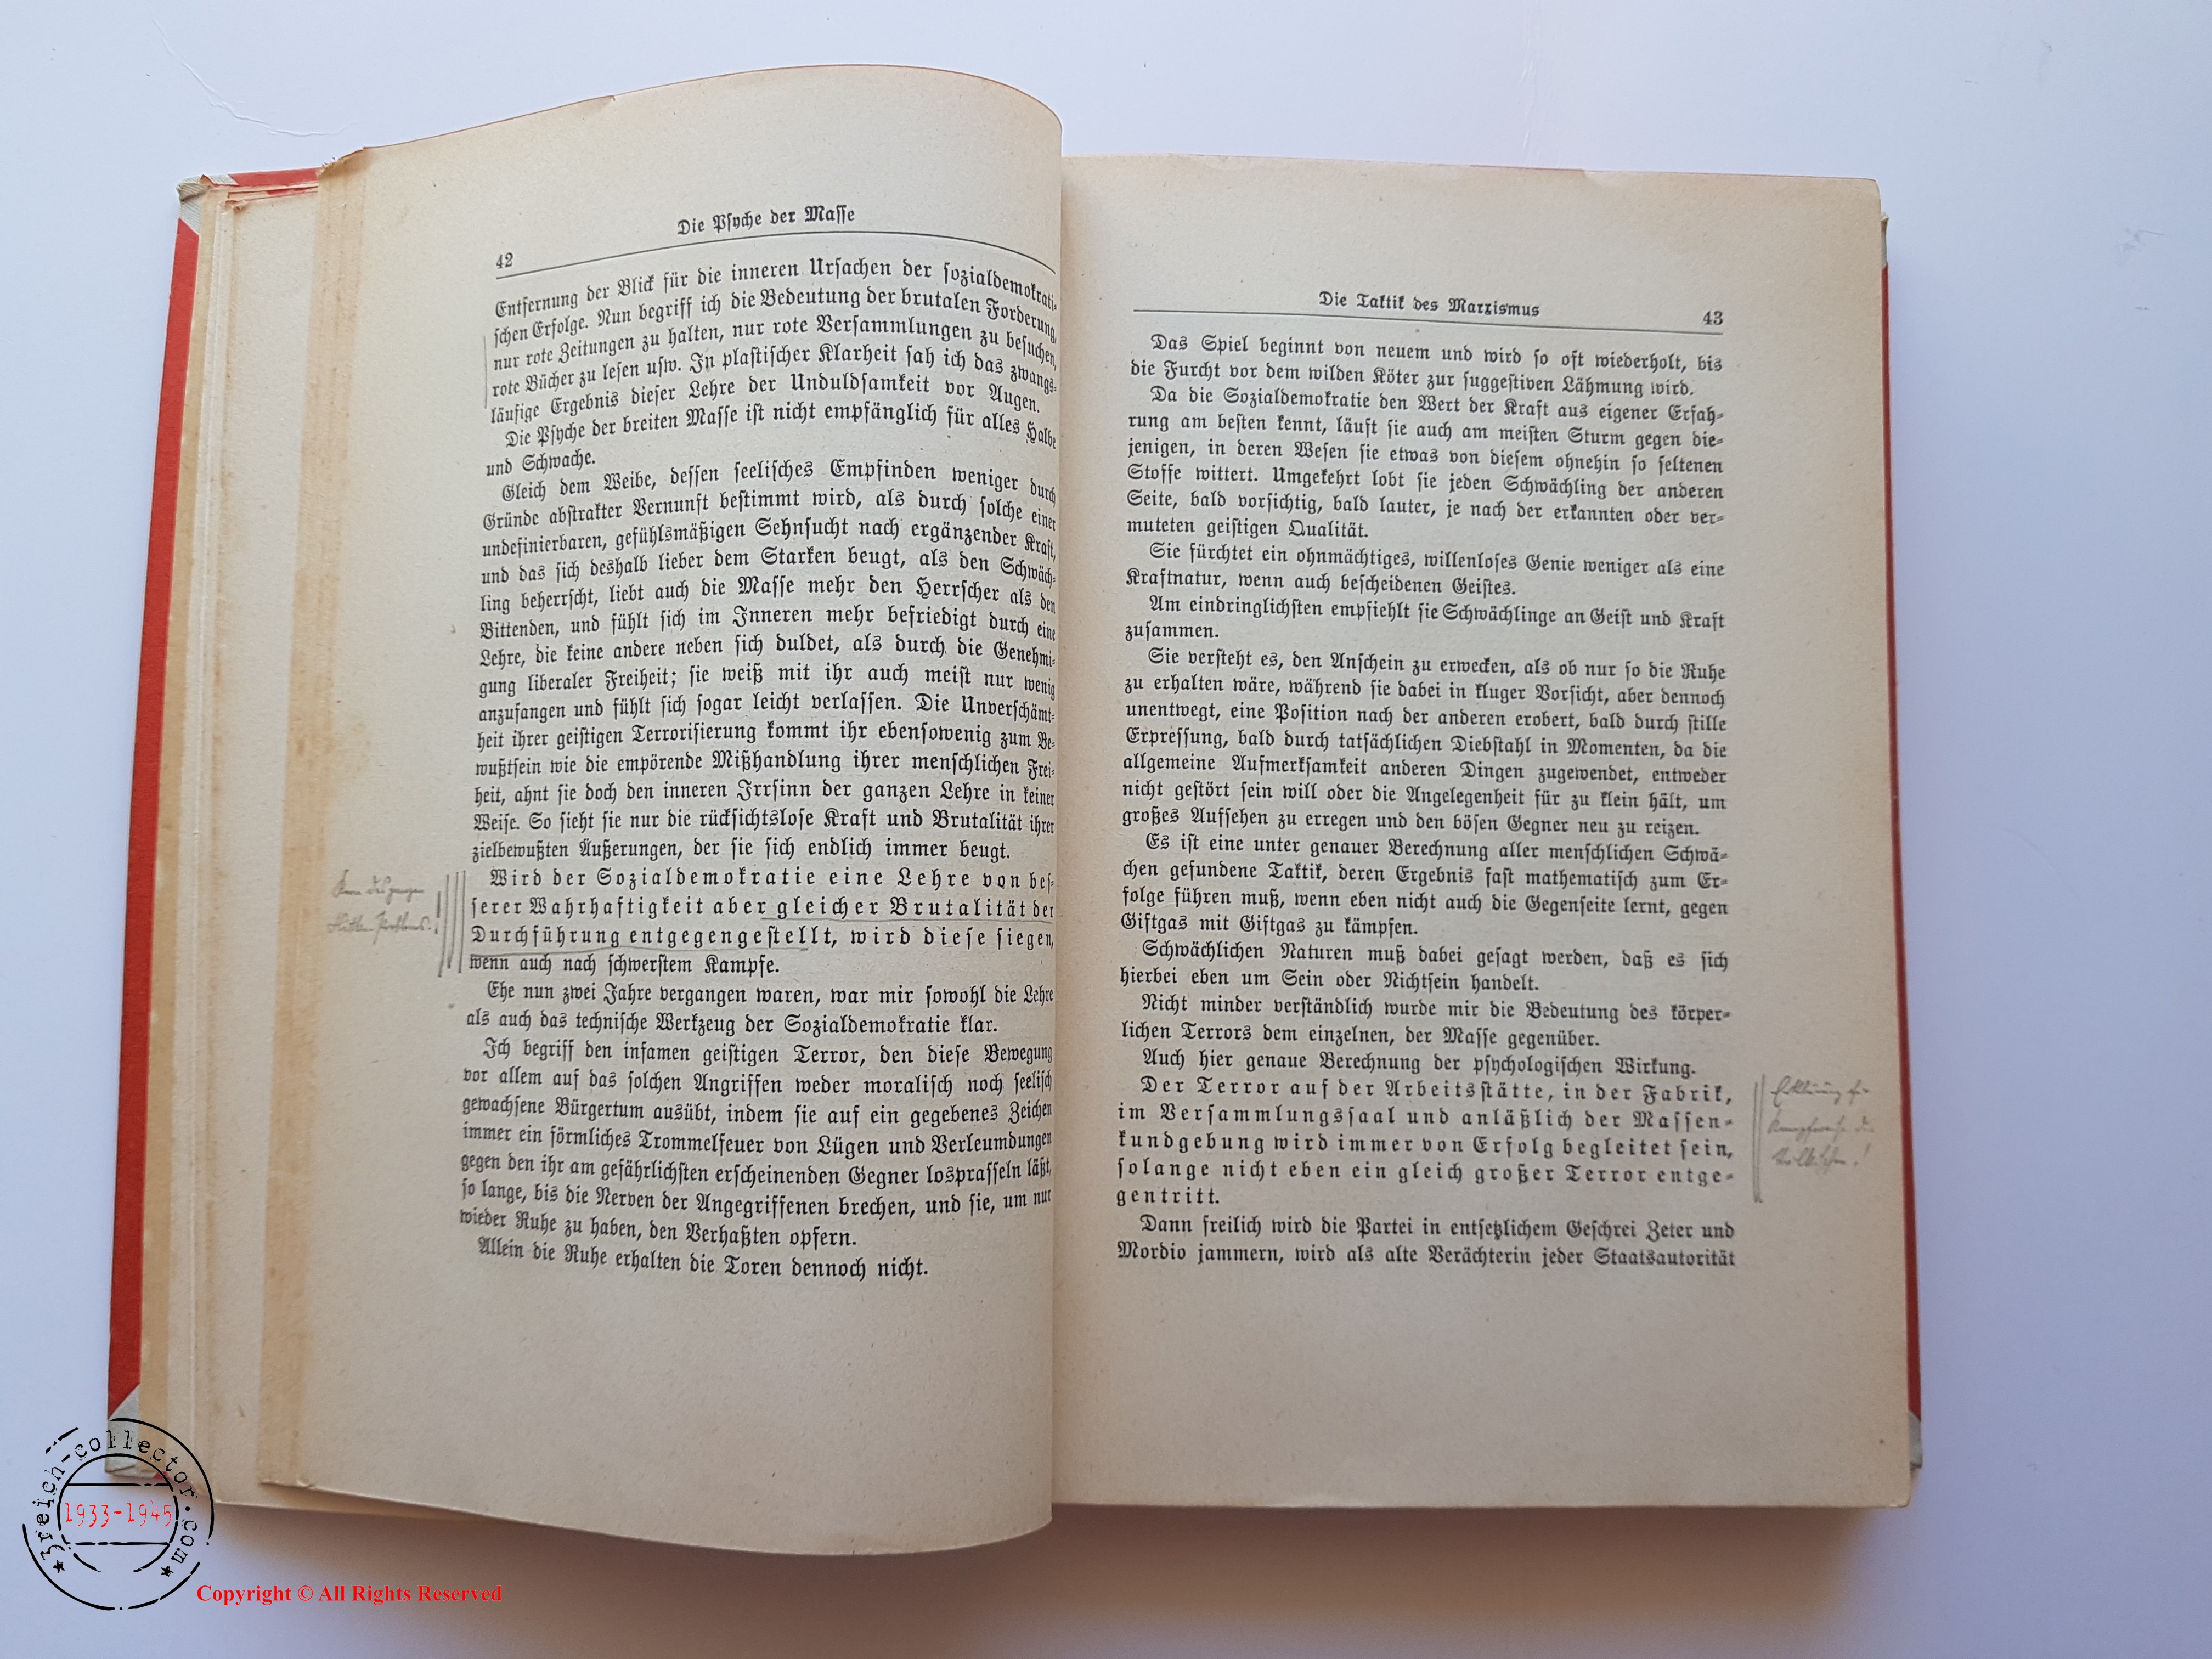 Die Psyche der Masse
42
Entfernung der Blick für die inneren Ursachen der sozialdemokrati-
schen Erfolge. Nun begriff ich die Bedeutung der brutalen Forderung,
nur rote Zeitungen zu halten, nur rote Versammlungen zu besuchen,
rote Bücher zu lesen usw. In plastischer Klarheit sah ich das zwangs-
läufige Ergebnis dieser Lehre der Unduldsamkeit vor Augen.
Die Psyche der breiten Masse ist nicht empfänglich für alles Halbe
und Schwache.
Gleich dem Weibe, dessen seelisches Empfinden weniger durch
Gründe abstrakter Vernunft bestimmt wird, als durch solche einer
undefinierbaren, gefühlsmäßigen Sehnsucht nach ergänzender Kraft,
und das sich deshalb lieber dem Starken beugt, als den Schwäch-
ling beherrscht, liebt auch die Masse mehr den Herrscher als den
Bittenden, und fühlt sich im Inneren mehr befriedigt durch eine
Lehre, die keine andere neben sich duldet, als durch die Genehmi-
gung liberaler Freiheit; sie weiß mit ihr auch meist nur wenig
anzufangen und fühlt sich sogar leicht verlassen. Die Unverschämt-
heit ihrer geistigen Terrorisierung kommt ihr ebensowenig zum Be-
wußtsein wie die empörende Mißhandlung ihrer menschlichen Frei-
heit, ahnt sie doch den inneren Irrsinn der ganzen Lehre in keiner
Weise. So sieht sie nur die rücksichtslose Kraft und Brutalität ihrer
zielbewußten Äußerungen, der sie sich endlich immer beugt.
Wird der Sozialdemokratie eine Lehre von bes-
serer Wahrhaftigkeit aber gleicher Brutalität der
Durchführung entgegengestellt, wird diese siegen,
wenn auch nach schwerstem Kampfe.
Ehe nun zwei Jahre vergangen waren, war mir sowohl die Lehre
als auch das technische Werkzeug der Sozialdemokratie klar.
Ich begriff den infamen geistigen Terror, den diese Bewegung
vor allem auf das solchen Angriffen weder moralisch noch seelisch
gewachsene Bürgertum ausübt, indem sie auf ein gegebenes Zeichen
immer ein förmliches Trommelfeuer von Lügen und Verleumdungen
gegen den ihr am gefährlichsten erscheinenden Gegner losprasseln läßt,
so lange, bis die Nerven der Angegriffenen brechen, und sie, um nur
wieder Ruhe zu haben, den Verhaßten opfern.
Allein die Ruhe erhalten die Toren dennoch nicht.
Die Taktik des Marxismus
43
Das Spiel beginnt von neuem und wird so oft wiederholt, bis
die Furcht vor dem wilden Köter zur suggestiven Lähmung wird.
Da die Sozialdemokratie den Wert der Kraft aus eigener Erfah-
rung am besten kennt, läuft sie auch am meisten Sturm gegen die-
jenigen, in deren Wesen sie etwas von diesem ohnehin so seltenen
Stoffe wittert. Umgekehrt lobt sie jeden Schwächling der anderen
Seite, bald vorsichtig, bald lauter, je nach der erkannten oder ver-
muteten geistigen Qualität.
Sie fürchtet ein ohnmächtiges, willenloses Genie weniger als eine
Kraftnatur, wenn auch bescheidenen Geistes.
Am eindringlichsten empfiehlt sie Schwächlinge an Geist und Kraft
zusammen.
Sie versteht es, den Anschein zu erwecken, als ob nur so die Ruhe
zu erhalten wäre, während sie dabei in kluger Vorsicht, aber dennoch
unentwegt, eine Position nach der anderen erobert, bald durch stille
Erpressung, bald durch tatsächlichen Diebstahl in Momenten, da die
allgemeine Aufmerksamkeit anderen Dingen zugewendet, entweder
nicht gestört sein will oder die Angelegenheit für zu klein hält, um
großes Aufsehen zu erregen und den bösen Gegner neu zu reizen.
Es ist eine unter genauer Berechnung aller menschlichen Schwä-
chen gefundene Taktik, deren Ergebnis fast mathematisch zum Er-
folge führen muß, wenn eben nicht auch die Gegenseite lernt, gegen
Giftgas mit Giftgas zu kämpfen.
Schwächlichen Naturen muß dabei gesagt werden, daß es sich
hierbei eben um Sein oder Nichtsein handelt.
Nicht minder verständlich wurde mir die Bedeutung des körper-
lichen Terrors dem einzelnen, der Masse gegenüber.
Auch hier genaue Berechnung der psychologischen Wirkung.
Der Terror auf der Arbeitsstätte, in der Fabrik,
im Versammlungssaal und anläßlich der Massen-
kundgebung wird immer von Erfolg begleitet sein,
solange nicht eben ein gleich großer Terror entge-
gentritt.
Dann freilich wird die Partei in entsetzlichem Geschrei Zeter und
Mordio jammern, wird als alte Verächterin jeder Staatsautorität
Erklärung für
3reich-collector.com
1933-1945
Copyright © All Rights Reserved